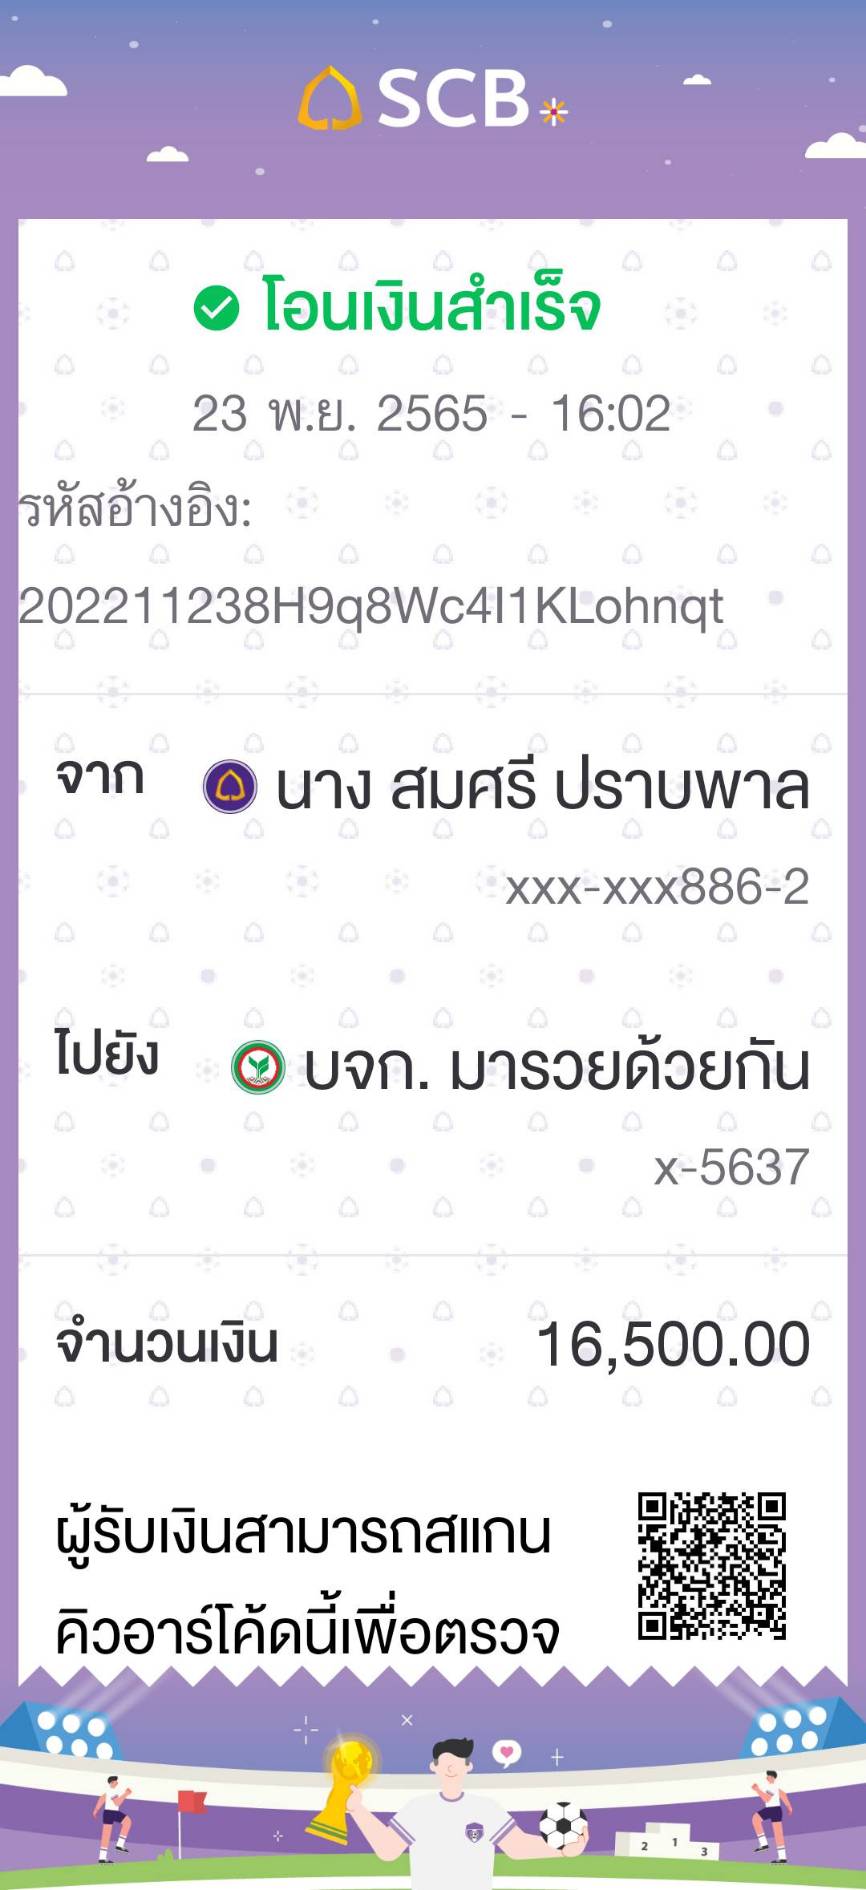 SCB
โอนเงินสำเร็จ
23 พ.ย. 2565 - 16:02
รหัสอ้างอิง:
202211238H9q8Wc4I1KLohnqt
จาก นาง สมศรี ปราบพาล
xxx-xxx886-2
ไปยัง บจก. มารวยด้วยกัน
x-5637
จำนวนเงิน 16,500.00
ผู้รับเงินสามารถสแกน
คิวอาร์โค้ดนี้เพื่อตรวจ
2 1 3